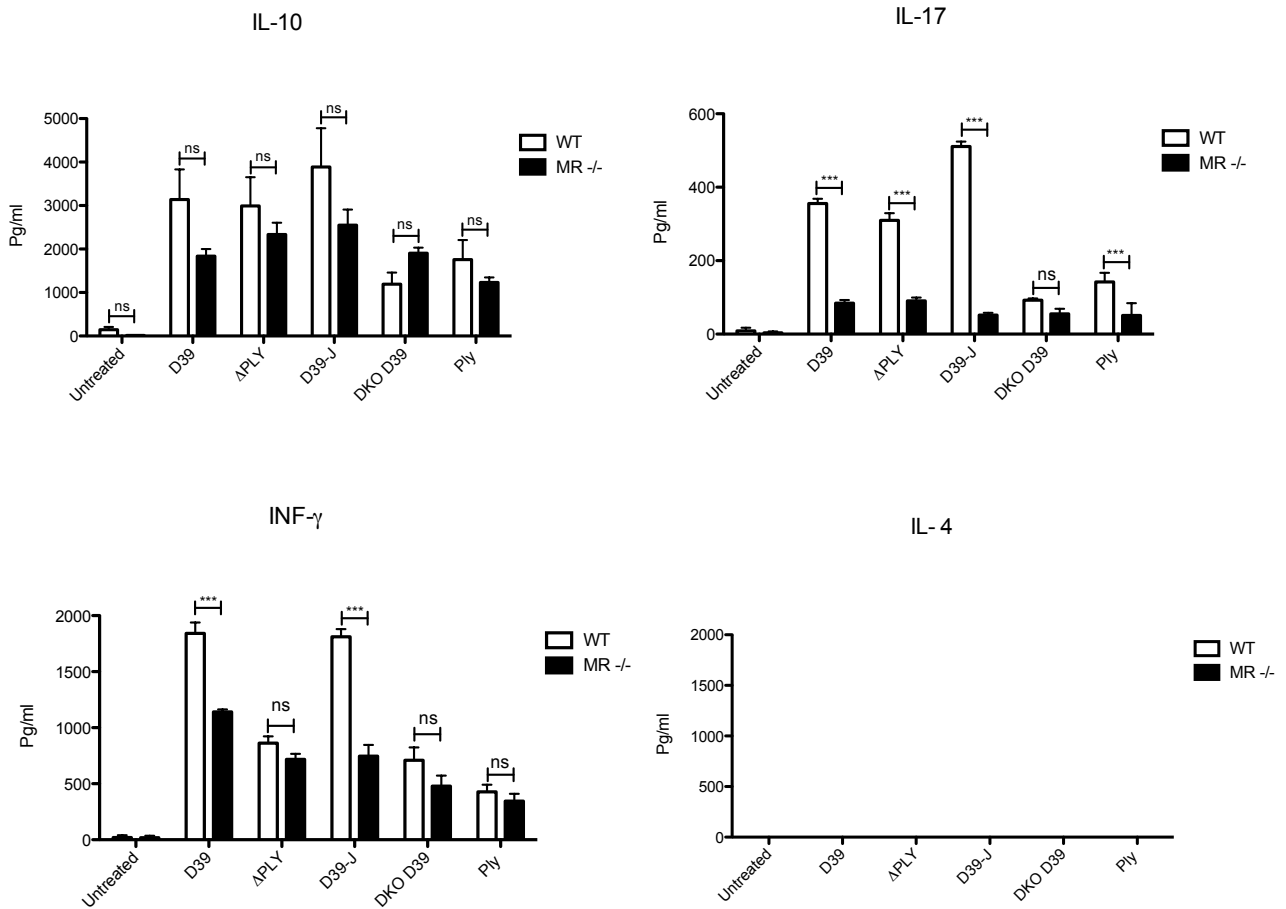 IL-10
5000
4000
3000
2000
1000
0
Pg/ml
ns
ns
ns
ns
ns
ns
Untreated
D39
ΔPLY
D39-J
DKO D39
Ply
WT
MR -/-
IL-17
600
400
200
0
Pg/ml
***
***
***
ns
***
Untreated
D39
ΔPLY
D39-J
DKO D39
Ply
WT
MR -/-
INF-γ
2000
1500
1000
500
0
Pg/ml
***
ns
***
ns
ns
Untreated
D39
ΔPLY
D39-J
DKO D39
Ply
WT
MR -/-
IL- 4
2000
1500
1000
500
0
Pg/ml
Untreated
D39
ΔPLY
D39-J
DKO D39
Ply
WT
MR -/-